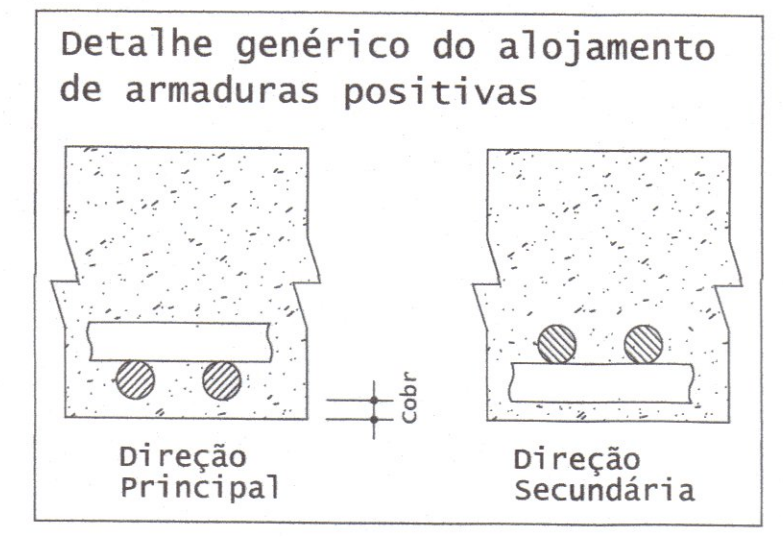 Detalhe genérico do alojamento
de armaduras positivas
Cobr
Direção
Principal
Direção
Secundária